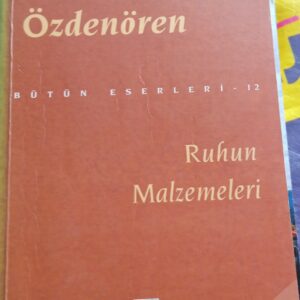 Özdenören
BÜTÜN ESERLERİ - 12
Ruhun
Malzemeleri